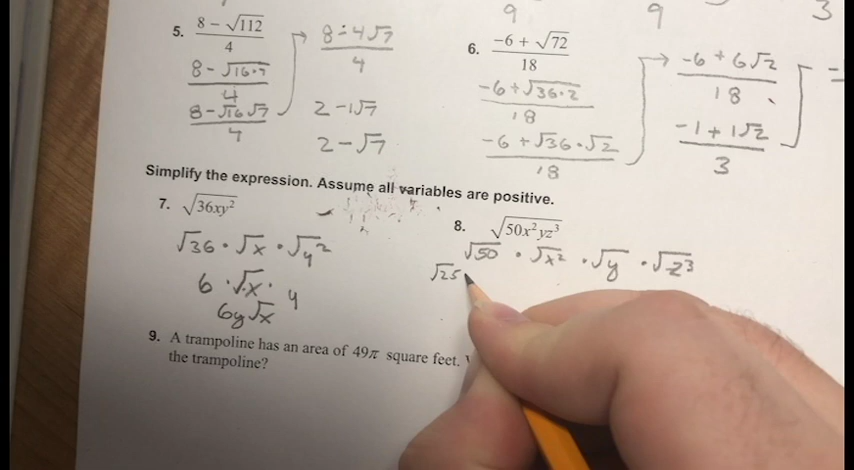 9
9
3
5. 8 − √112
4
8 - √16·7
4
8 - √16 √7
4
8 - 4√7
4
2 - 1√7
2 - √7
6. −6 + √72
18
-6 + √36·2
18
-6 + √36 · √2
18
-6 + 6√2
18
-1 + 1√2
3
=
Simplify the expression. Assume all variables are positive.
7. √36xy²
√36 · √x · √y²
6 · √x · y
6y√x
8. √50x²yz³
√50 · √x² · √y · √z³
√25
9. A trampoline has an area of 49π square feet.
the trampoline?